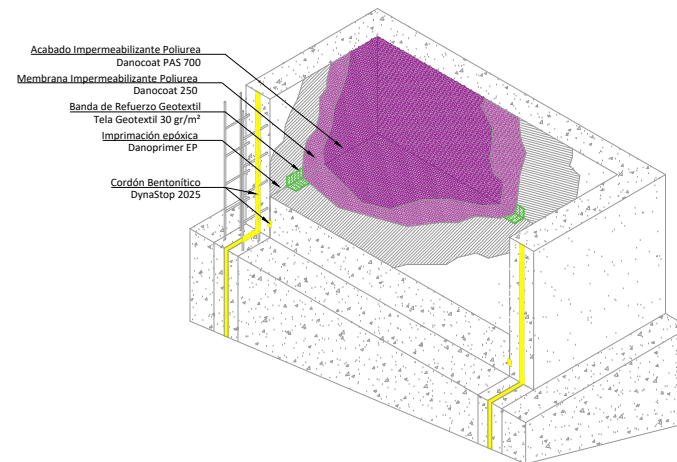 Acabado Impermeabilizante Poliurea
Danocoat PAS 700
Membrana Impermeabilizante Poliurea
Danocoat 250
Banda de Refuerzo Geotextil
Tela Geotextil 30 gr/m²
Imprimación epóxica
Danoprimer EP
Cordón Bentonítico
DynaStop 2025